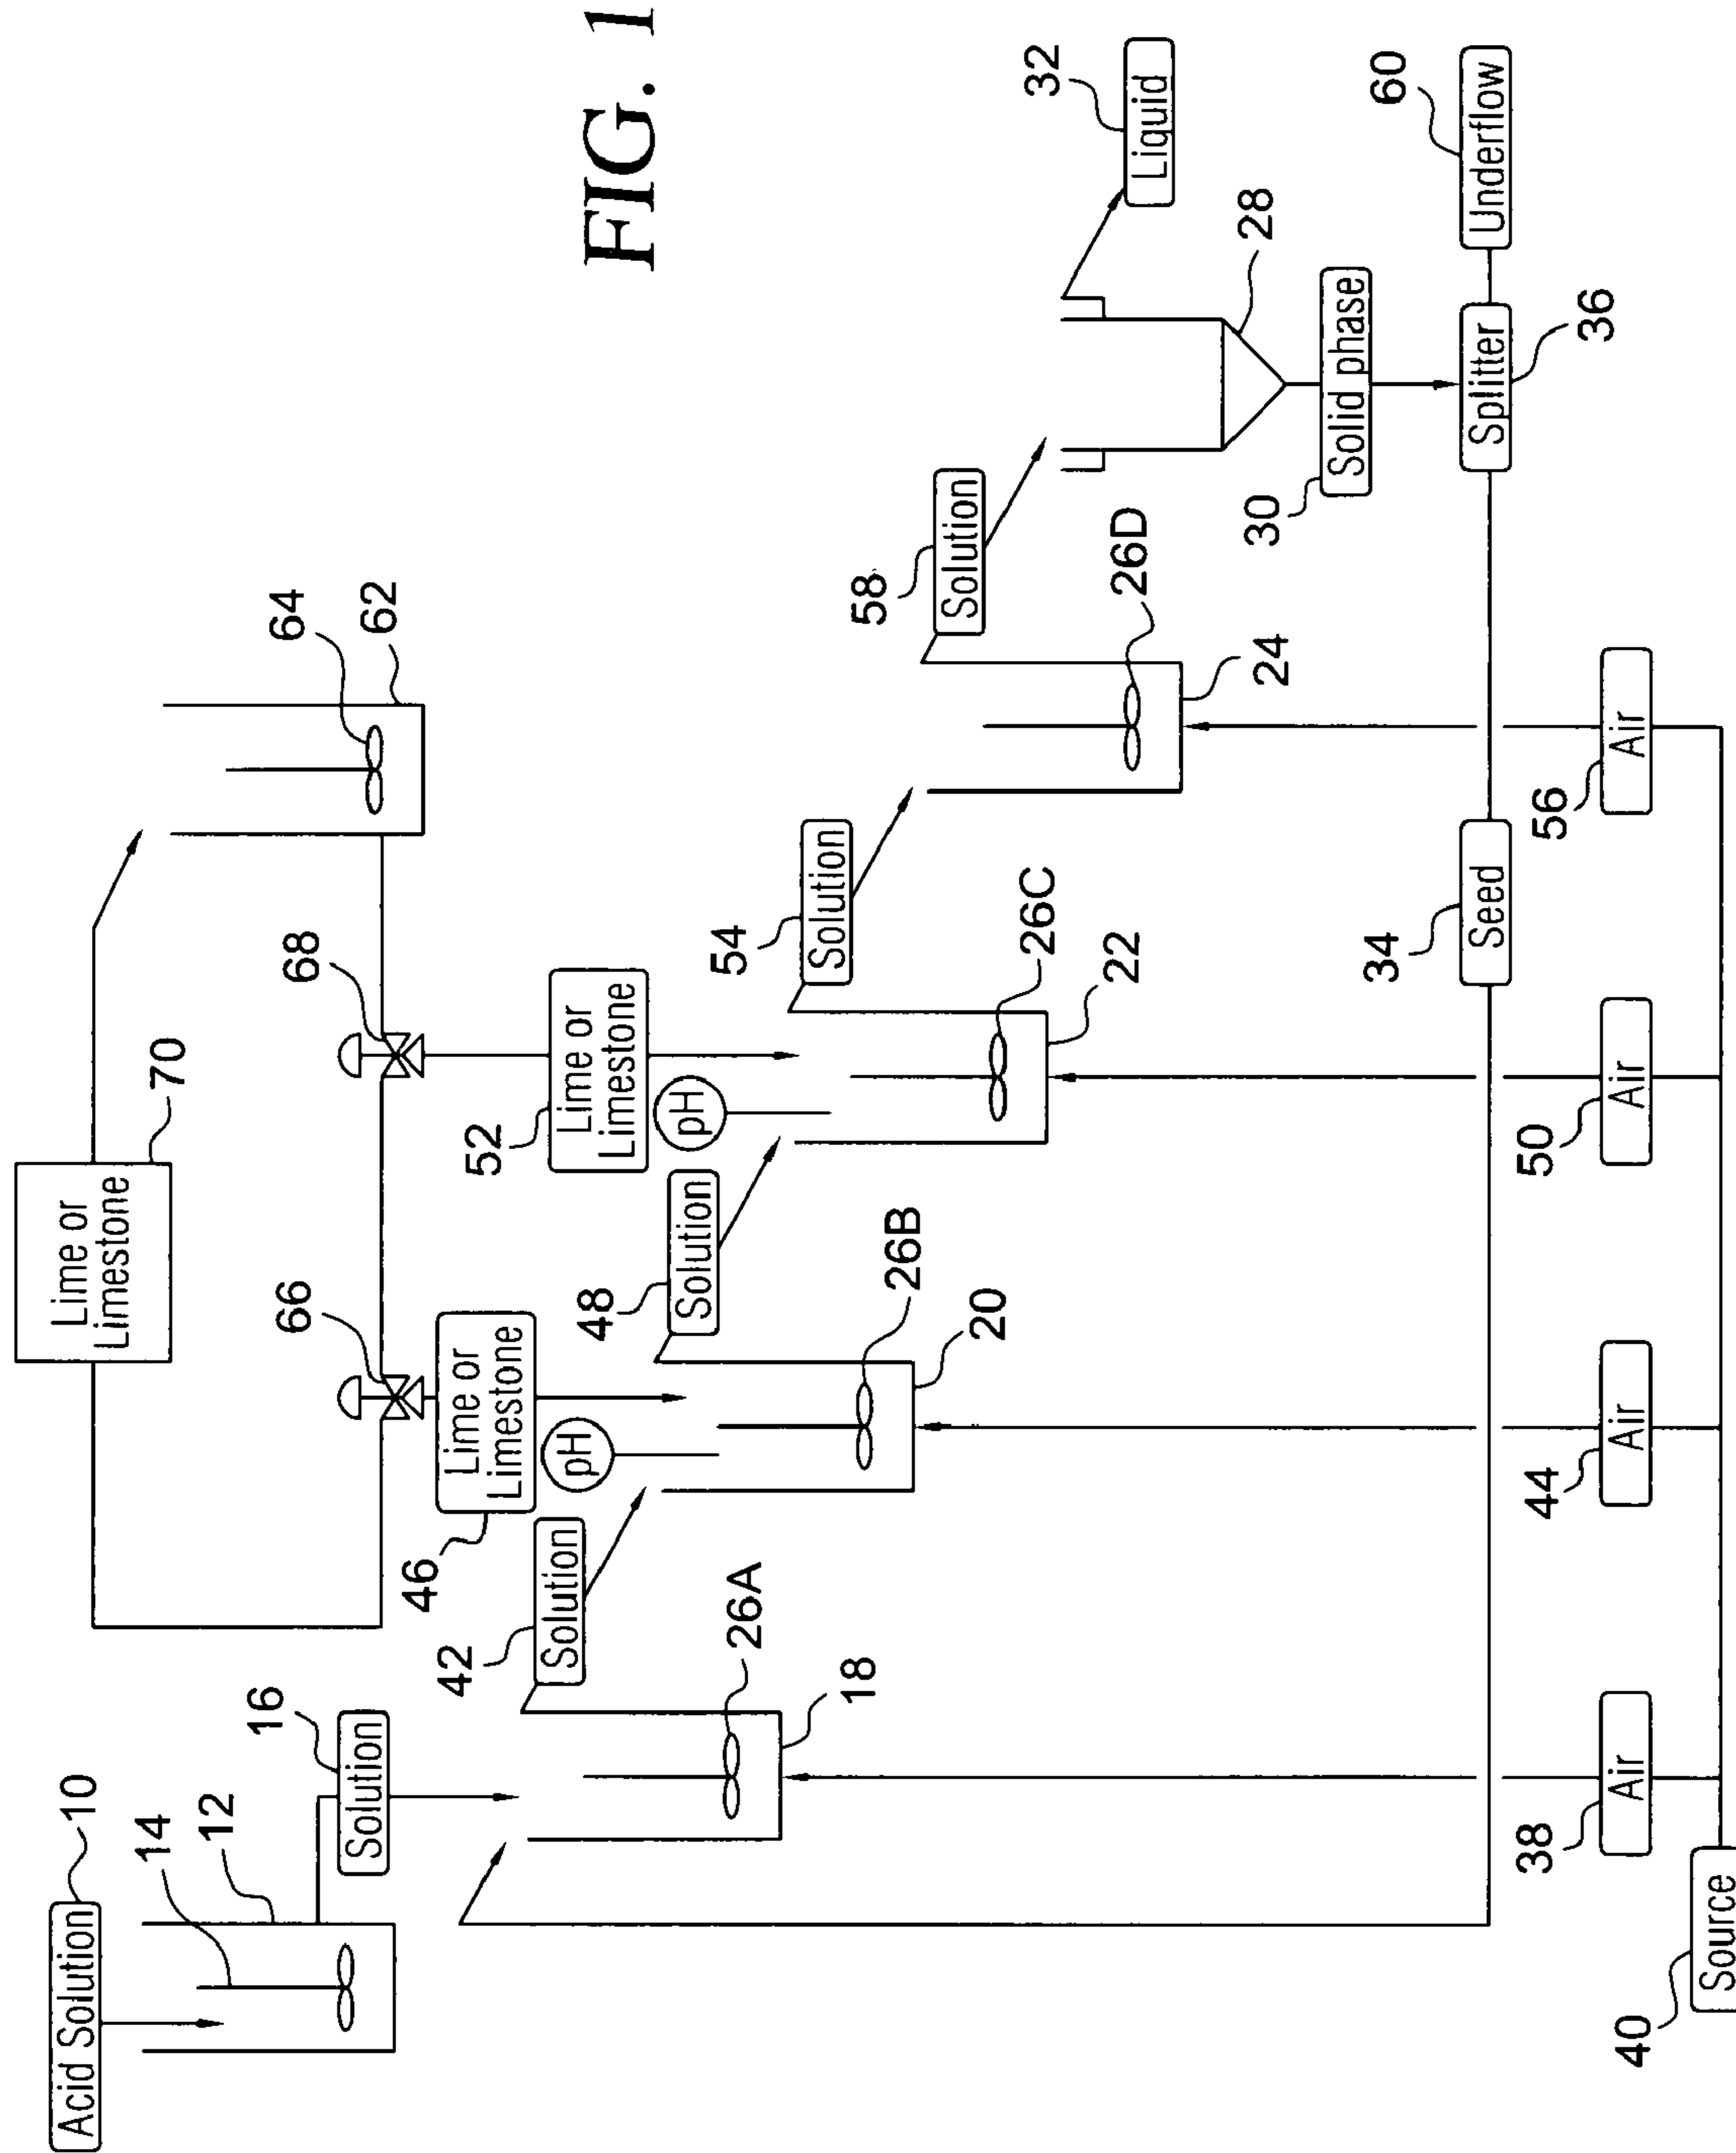 Acid Solution
10
14
12
16
Solution
Lime or
Limestone
70
66
68
64
62
FIG. 1
46
Lime or
Limestone
pH
52
Lime or
Limestone
pH
42
Solution
26A
18
48
Solution
26B
20
54
Solution
26C
22
58
Solution
26D
24
32
Liquid
28
30
Solid phase
34
Seed
Splitter
36
60
Underflow
38
Air
44
Air
50
Air
56
Air
40
Source